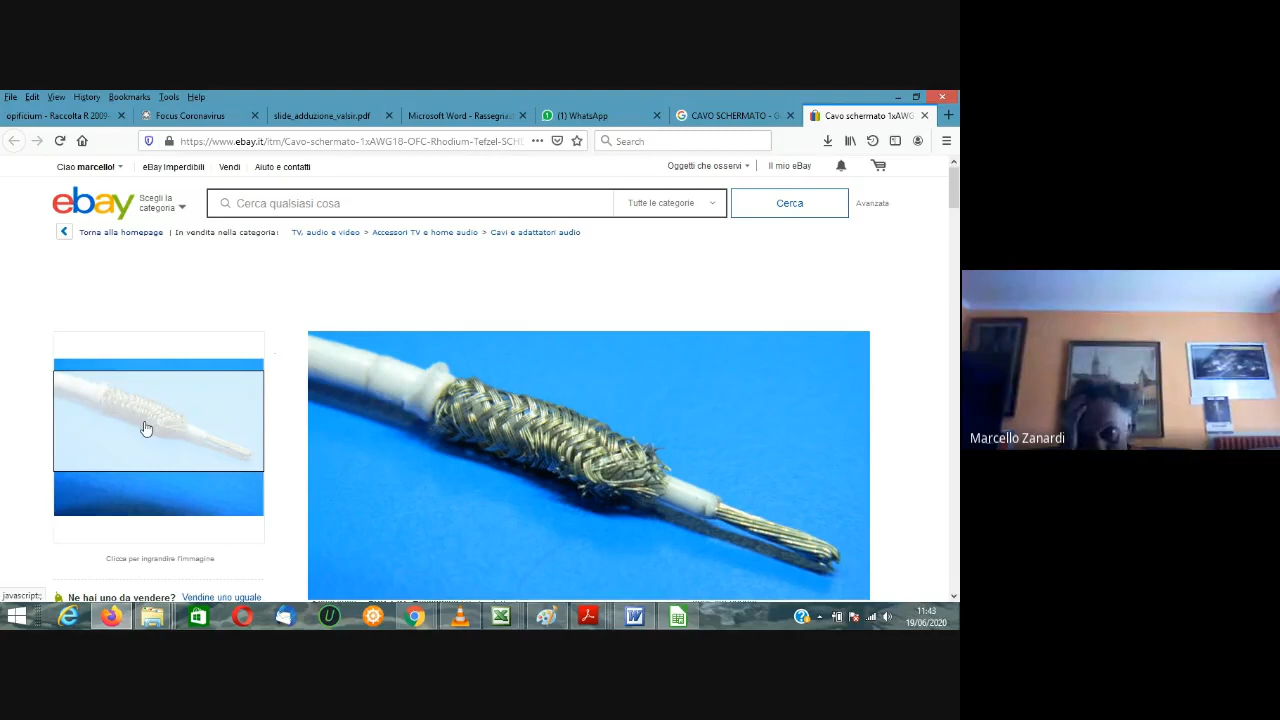 File Edit View History Bookmarks Tools Help
opificium - Raccolta R 2009- Focus Coronavirus slide_adduzione_valsir.pdf Microsoft Word - Rassegna (1) WhatsApp CAVO SCHERMATO - G Cavo schermato 1xAWG
https://www.ebay.it/itm/Cavo-schermato-1xAWG18-OFC-Rhodium-Tefzel-SCH Search
Ciao marcello! eBay Imperdibili Vendi Aiuto e contatti Oggetti che osservi Il mio eBay
ebay Scegli la categoria Cerca qualsiasi cosa Tutte le categorie Cerca Avanzata
Torna alla homepage | In vendita nella categoria: TV, audio e video > Accessori TV e home audio > Cavi e adattatori audio
Marcello Zanardi
Clicca per ingrandire l'immagine
javascript:; Ne hai uno da vendere? Vendine uno uguale
11:43
19/06/2020